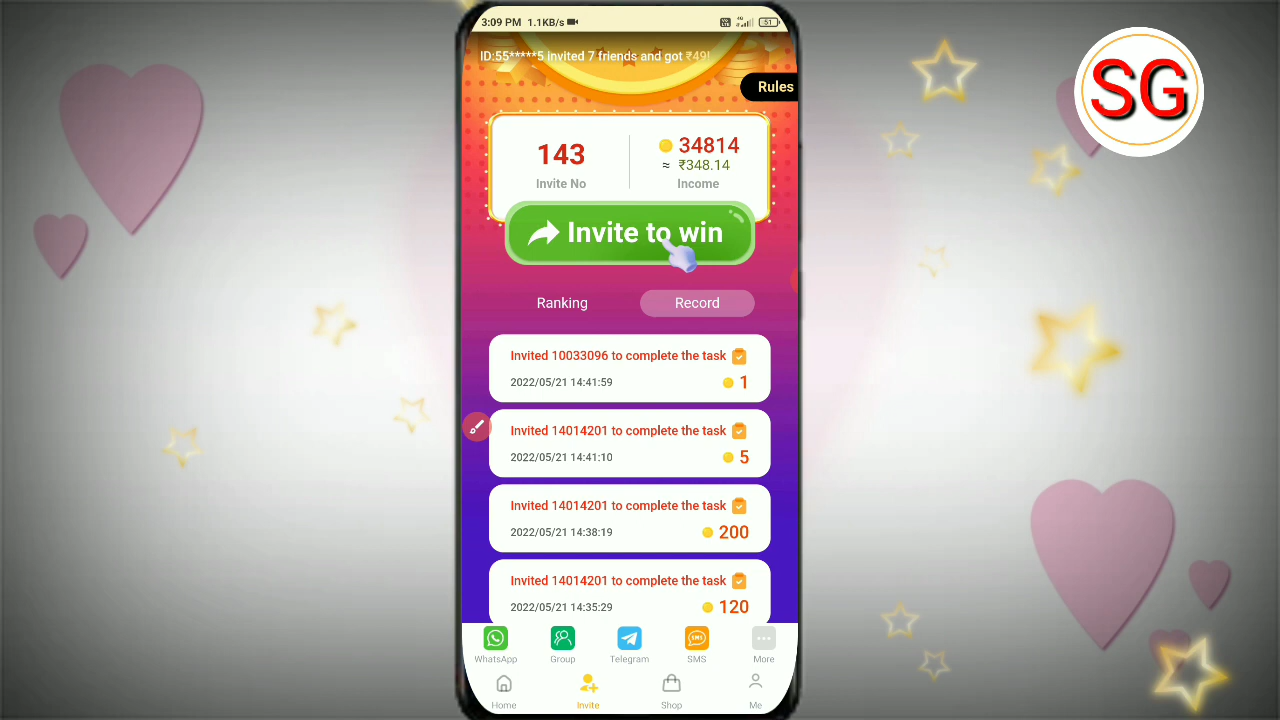 3:09 PM 1.1KB/s 51
SG
ID:55*****5 invited 7 friends and got ₹49!
Rules
143
Invite No
34814
≈ ₹348.14
Income
Invite to win
Ranking
Record
Invited 10033096 to complete the task
2022/05/21 14:41:59
1
Invited 14014201 to complete the task
2022/05/21 14:41:10
5
Invited 14014201 to complete the task
2022/05/21 14:38:19
200
Invited 14014201 to complete the task
2022/05/21 14:35:29
120
SMS
WhatsApp
Group
Telegram
SMS
More
Home
Invite
Shop
Me